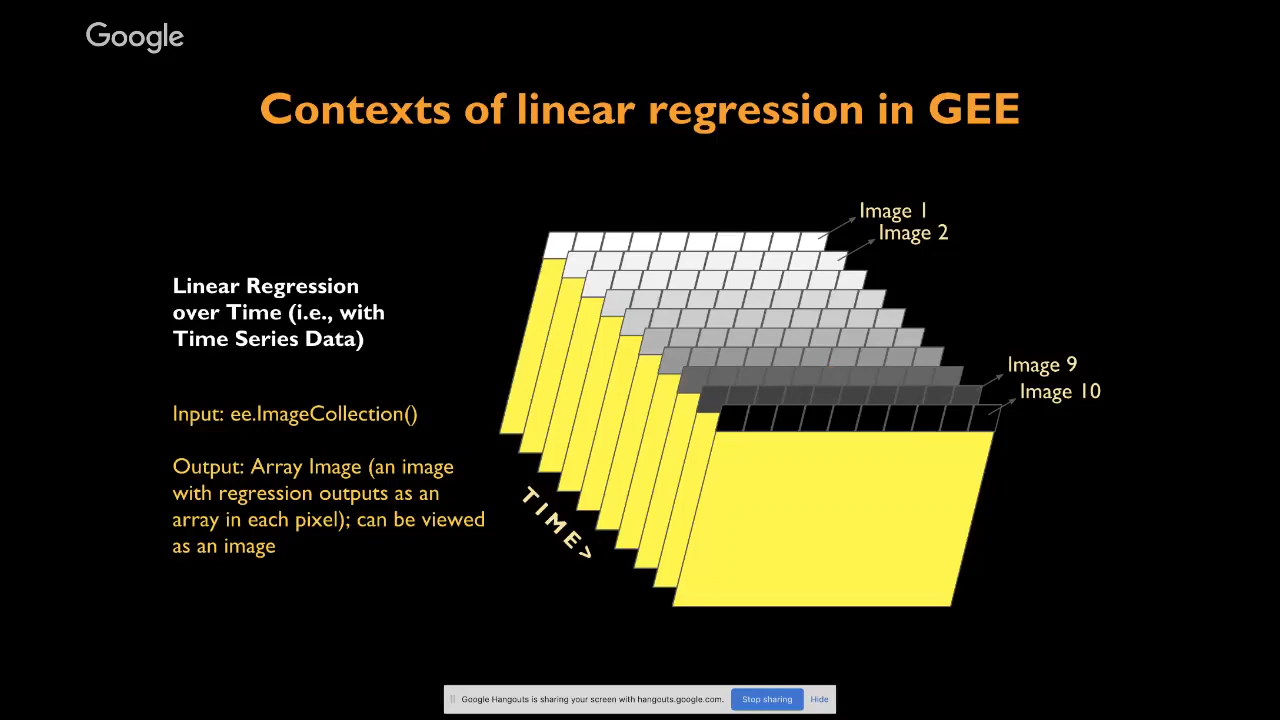 Google
Contexts of linear regression in GEE
Image 1
Image 2
Linear Regression
over Time (i.e., with
Time Series Data)
Image 9
Image 10
Input: ee.ImageCollection()
Output: Array Image (an image
with regression outputs as an
array in each pixel); can be viewed
as an image
TIME>
Google Hangouts is sharing your screen with hangouts.google.com. Stop sharing Hide